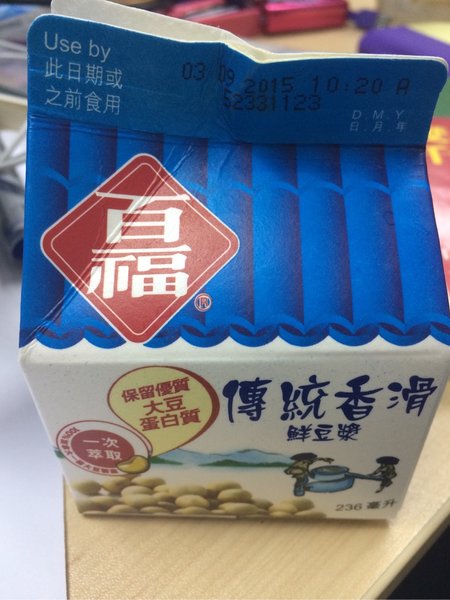 Use by
此日期或
之前食用
03 09 2015 10:20 A
52331123
D M Y
日.月.年
百福
®
保留優質
大豆
蛋白質
傳統香滑
鮮豆漿
一次
萃取
236 毫升